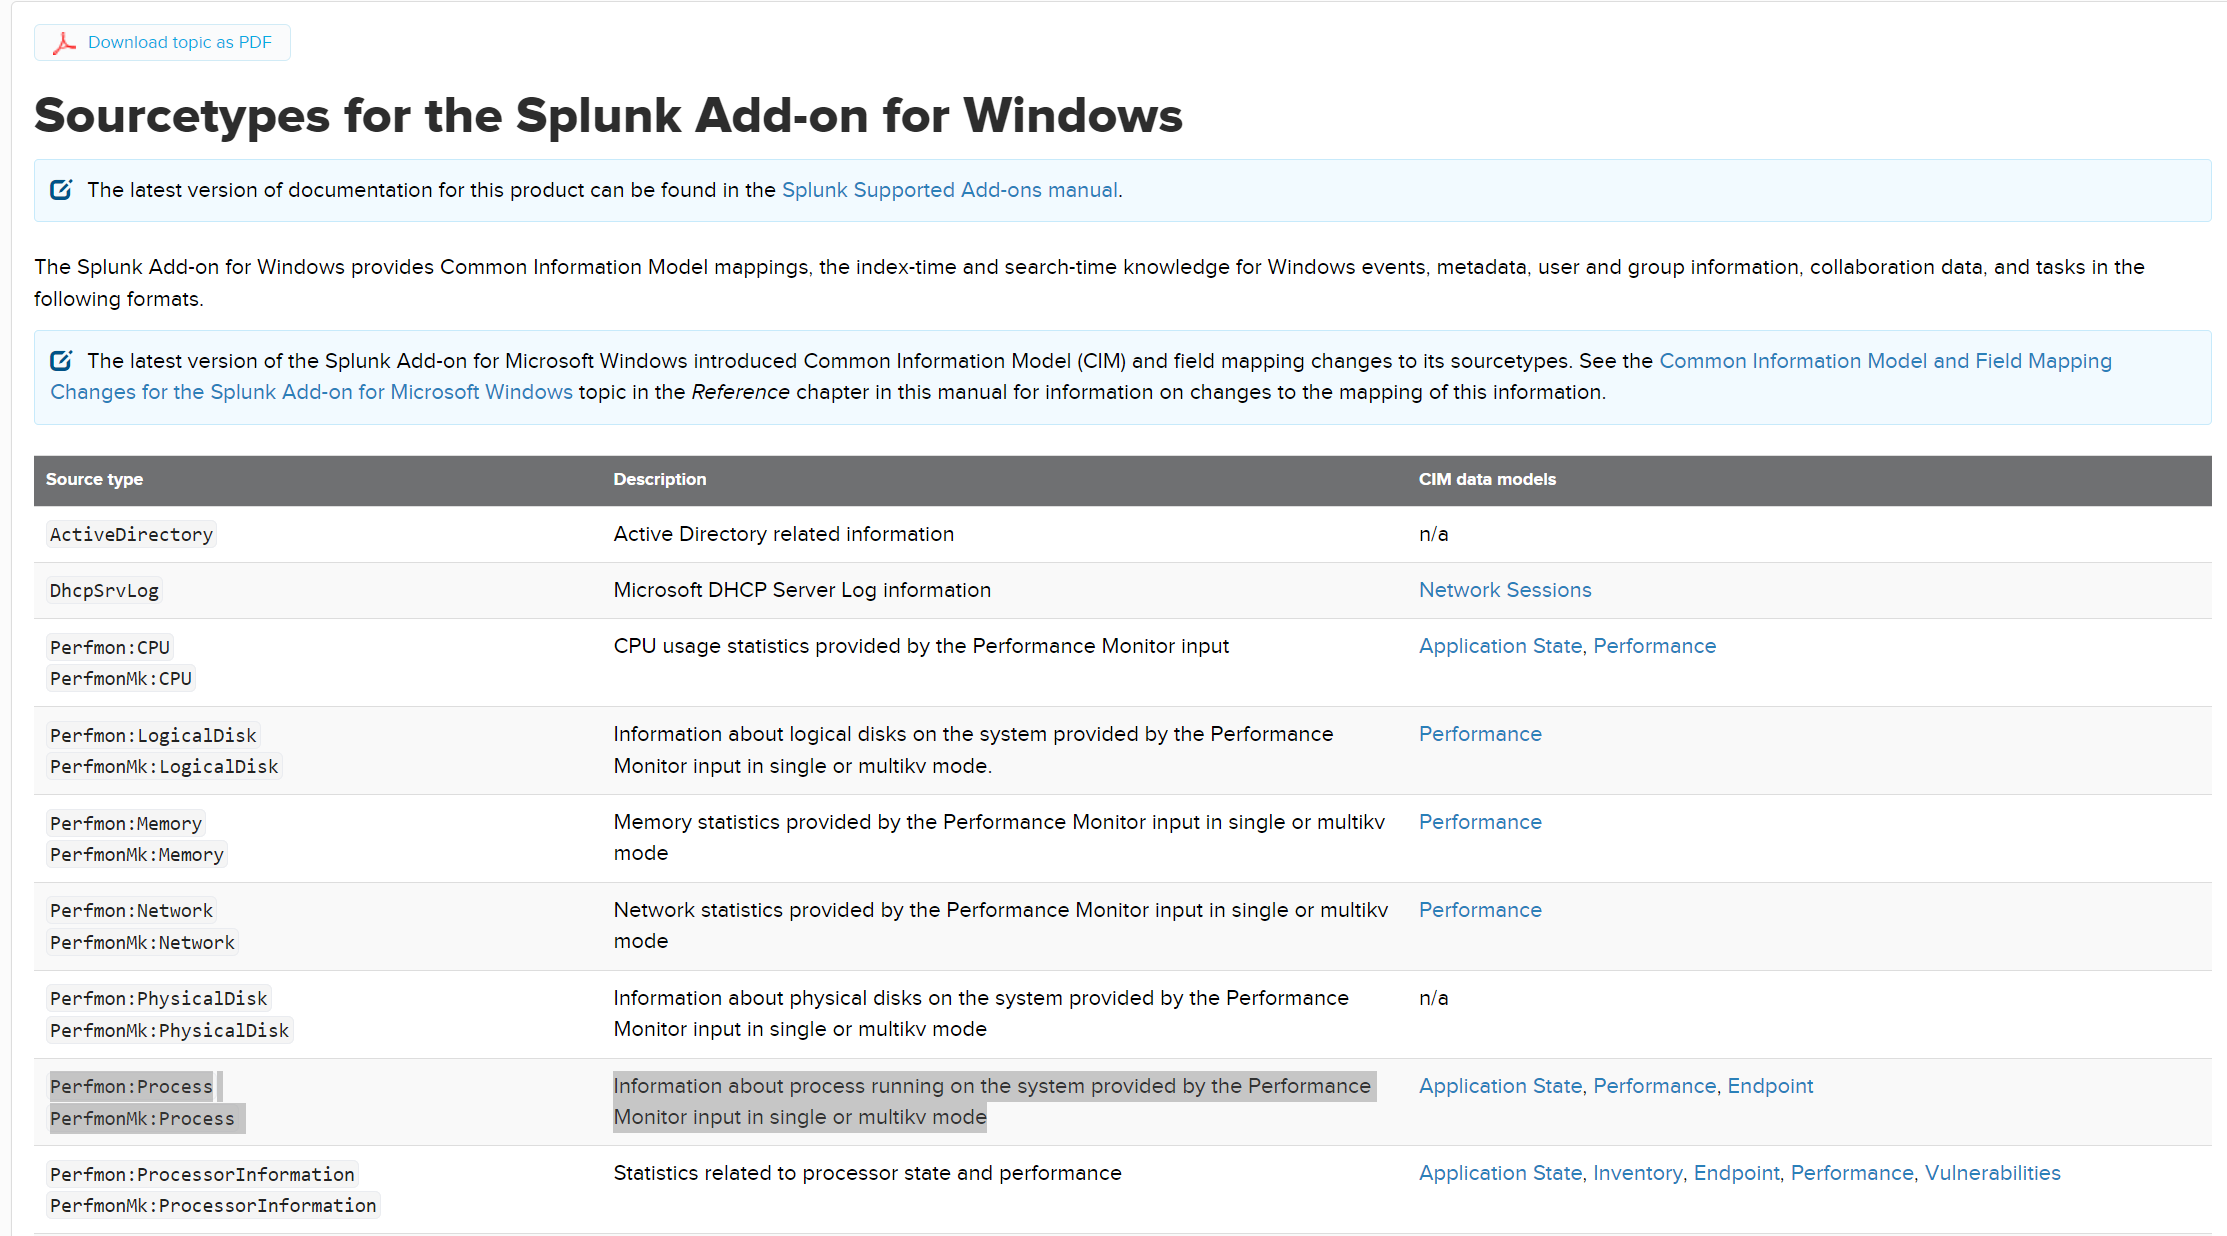 Download topic as PDF
Sourcetypes for the Splunk Add-on for Windows
The latest version of documentation for this product can be found in the Splunk Supported Add-ons manual.
The Splunk Add-on for Windows provides Common Information Model mappings, the index-time and search-time knowledge for Windows events, metadata, user and group information, collaboration data, and tasks in the
following formats.
The latest version of the Splunk Add-on for Microsoft Windows introduced Common Information Model (CIM) and field mapping changes to its sourcetypes. See the Common Information Model and Field Mapping
Changes for the Splunk Add-on for Microsoft Windows topic in the Reference chapter in this manual for information on changes to the mapping of this information.
Source type Description CIM data models
ActiveDirectory Active Directory related information n/a
DhcpSrvLog Microsoft DHCP Server Log information Network Sessions
Perfmon:CPU CPU usage statistics provided by the Performance Monitor input Application State, Performance
PerfmonMk:CPU
Perfmon:LogicalDisk Information about logical disks on the system provided by the Performance Performance
PerfmonMk:LogicalDisk Monitor input in single or multikv mode.
Perfmon:Memory Memory statistics provided by the Performance Monitor input in single or multikv Performance
PerfmonMk:Memory mode
Perfmon:Network Network statistics provided by the Performance Monitor input in single or multikv Performance
PerfmonMk:Network mode
Perfmon:PhysicalDisk Information about physical disks on the system provided by the Performance n/a
PerfmonMk:PhysicalDisk Monitor input in single or multikv mode
Perfmon:Process Information about process running on the system provided by the Performance Application State, Performance, Endpoint
PerfmonMk:Process Monitor input in single or multikv mode
Perfmon:ProcessorInformation Statistics related to processor state and performance Application State, Inventory, Endpoint, Performance, Vulnerabilities
PerfmonMk:ProcessorInformation